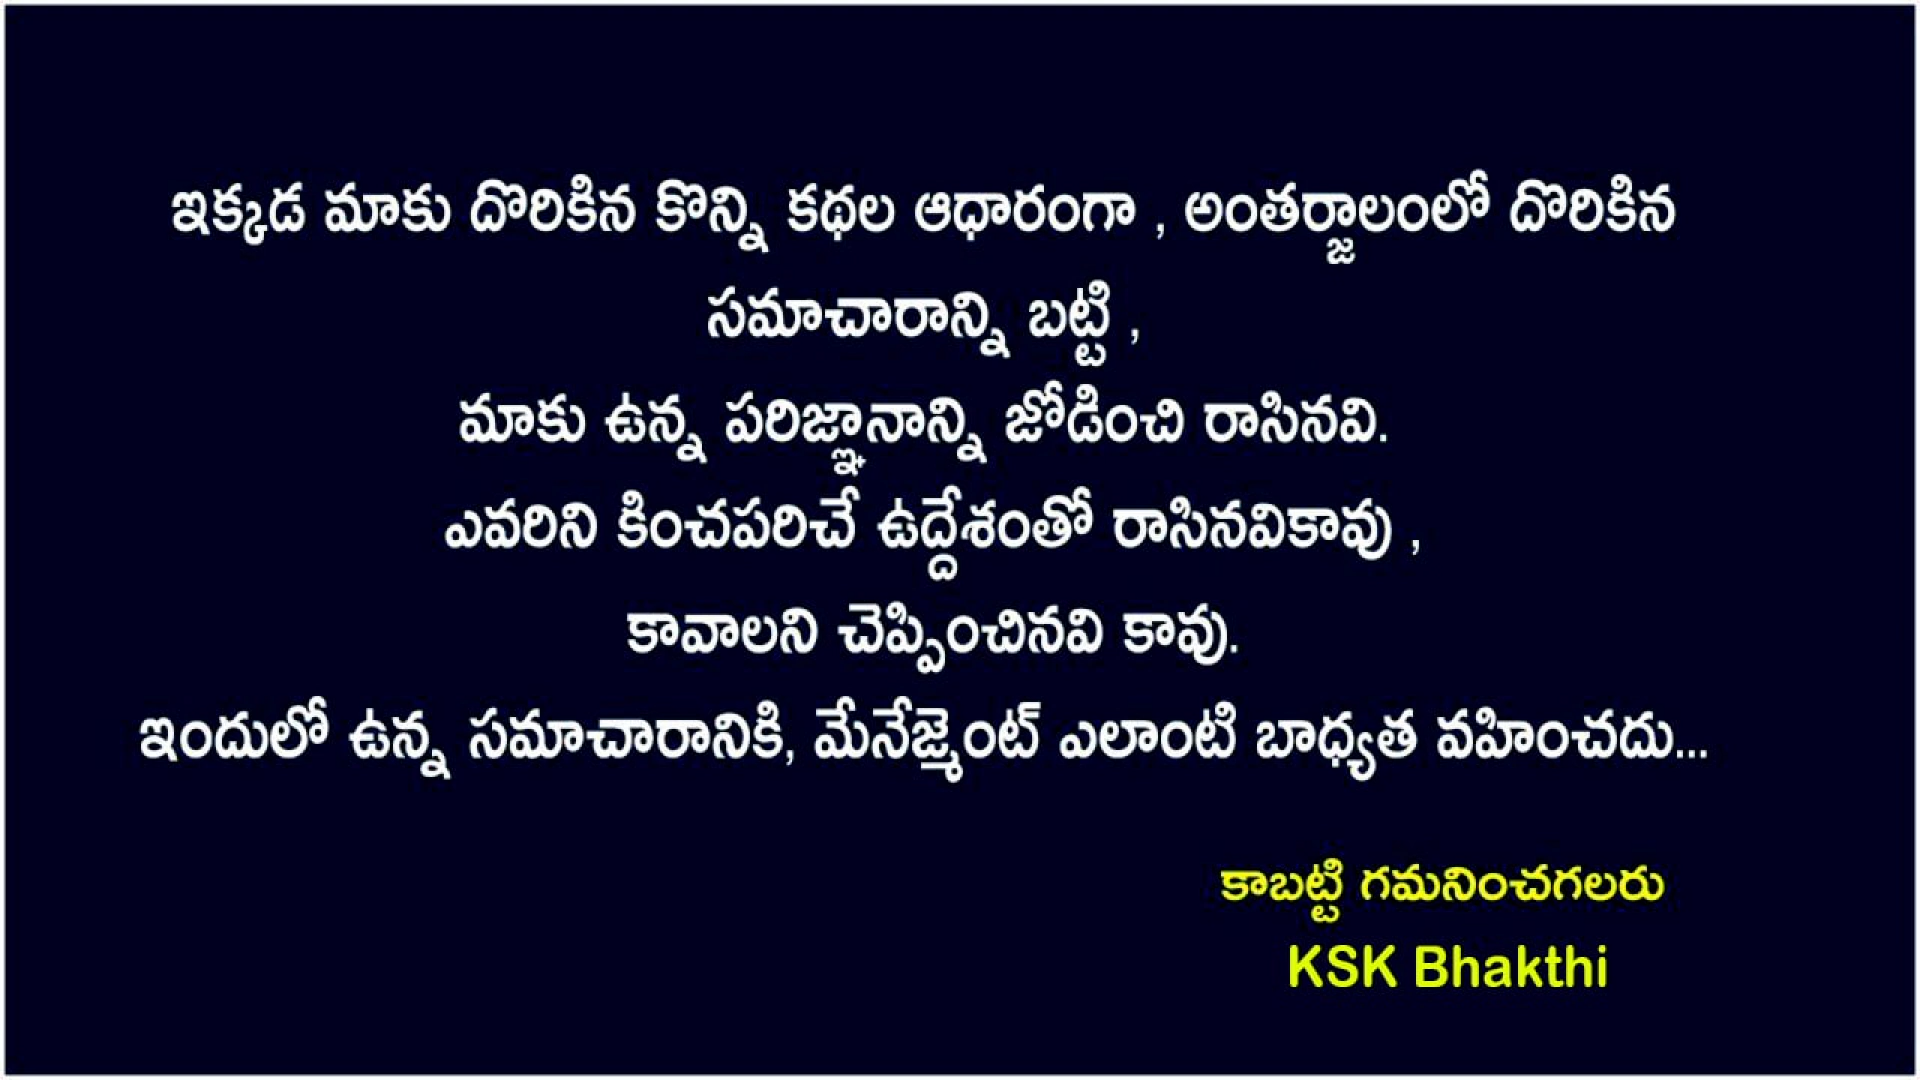 ఇక్కడ మాకు దొరికిన కొన్ని కథల ఆధారంగా , అంతర్జాలంలో దొరికిన
సమాచారాన్ని బట్టి ,
మాకు ఉన్న పరిజ్ఞానాన్ని జోడించి రాసినవి.
ఎవరిని కించపరిచే ఉద్దేశంతో రాసినవికావు ,
కావాలని చెప్పించినవి కావు.
ఇందులో ఉన్న సమాచారానికి, మేనేజ్మెంట్ ఎలాంటి బాధ్యత వహించదు...
కాబట్టి గమనించగలరు
KSK Bhakthi